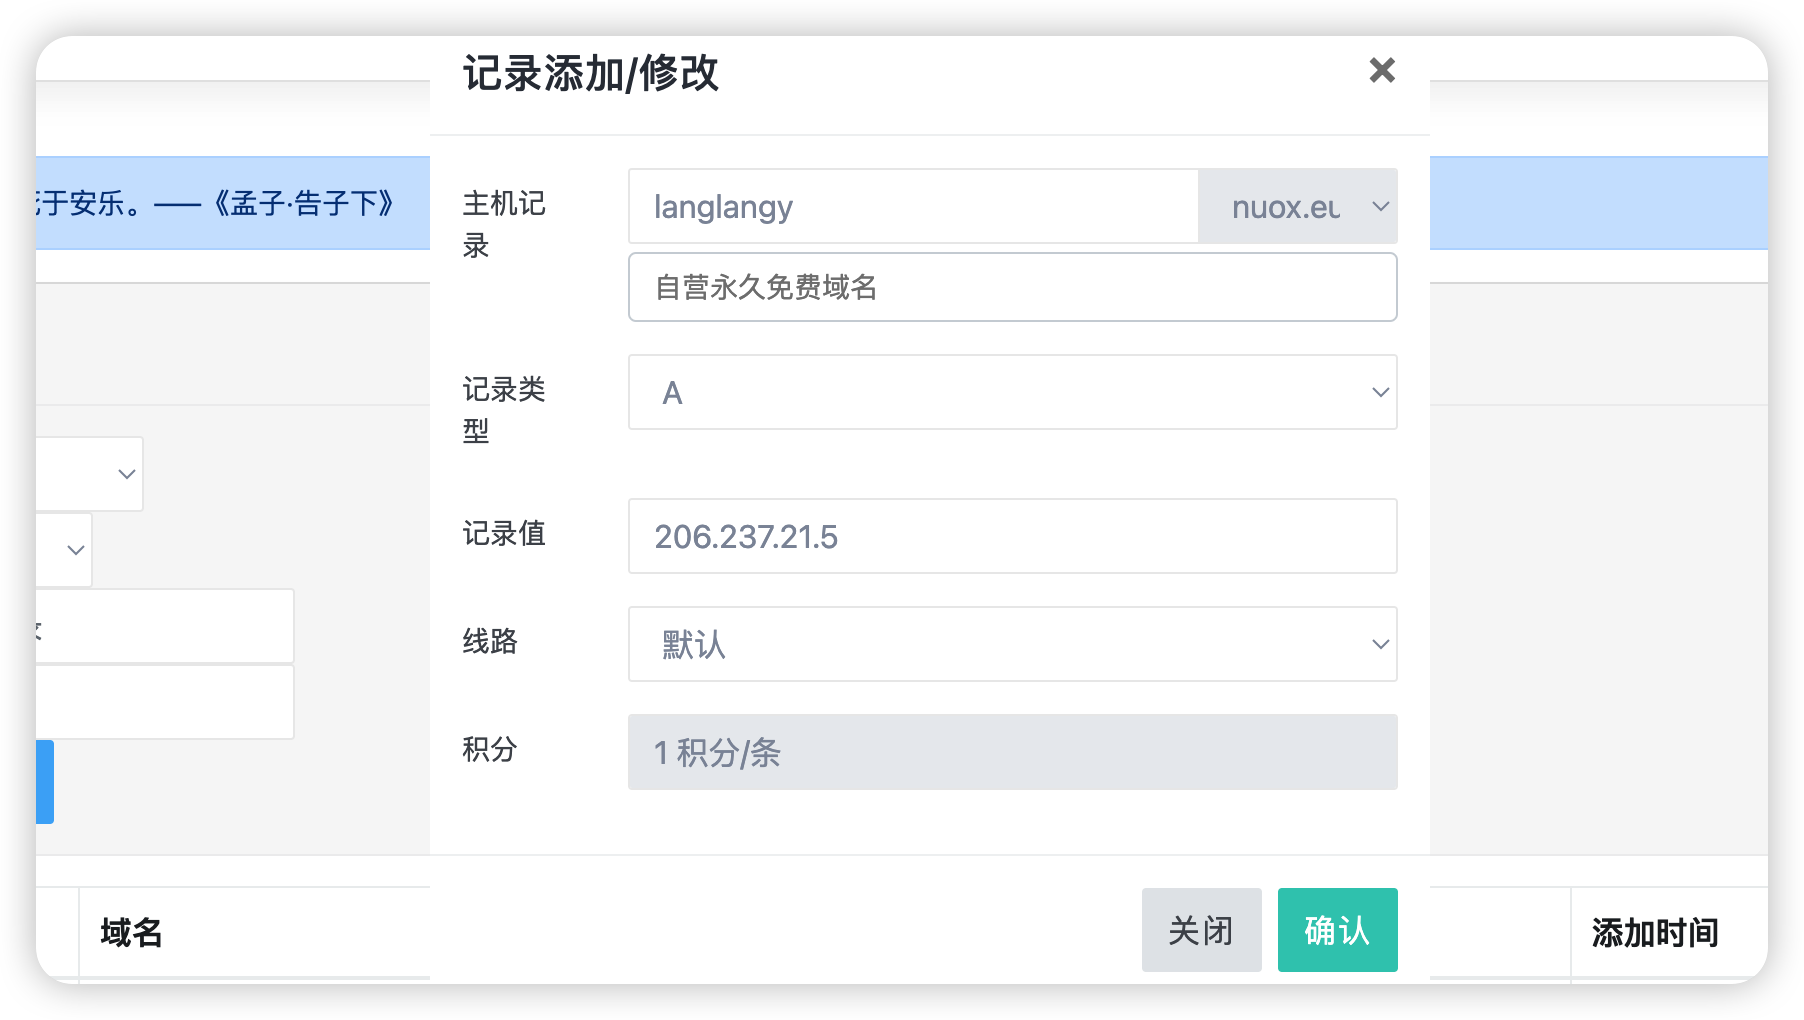 记录添加/修改
于安乐。——《孟子·告子下》
主机记
录
langlangy
nuox.eu
自营永久免费域名
记录类
型
A
记录值
206.237.21.5
线路
默认
积分
1 积分/条
关闭
确认
域名
添加时间